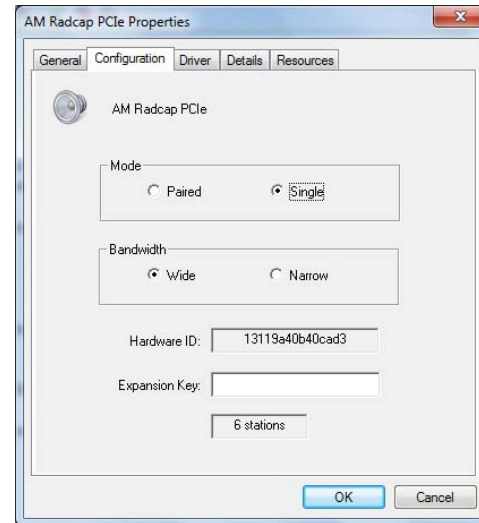 AM Radcap PCIe Properties
General Configuration Driver Details Resources
AM Radcap PCIe
Mode
Paired Single
Bandwidth
Wide Narrow
Hardware ID: 13119a40b40cad3
Expansion Key:
6 stations
OK Cancel